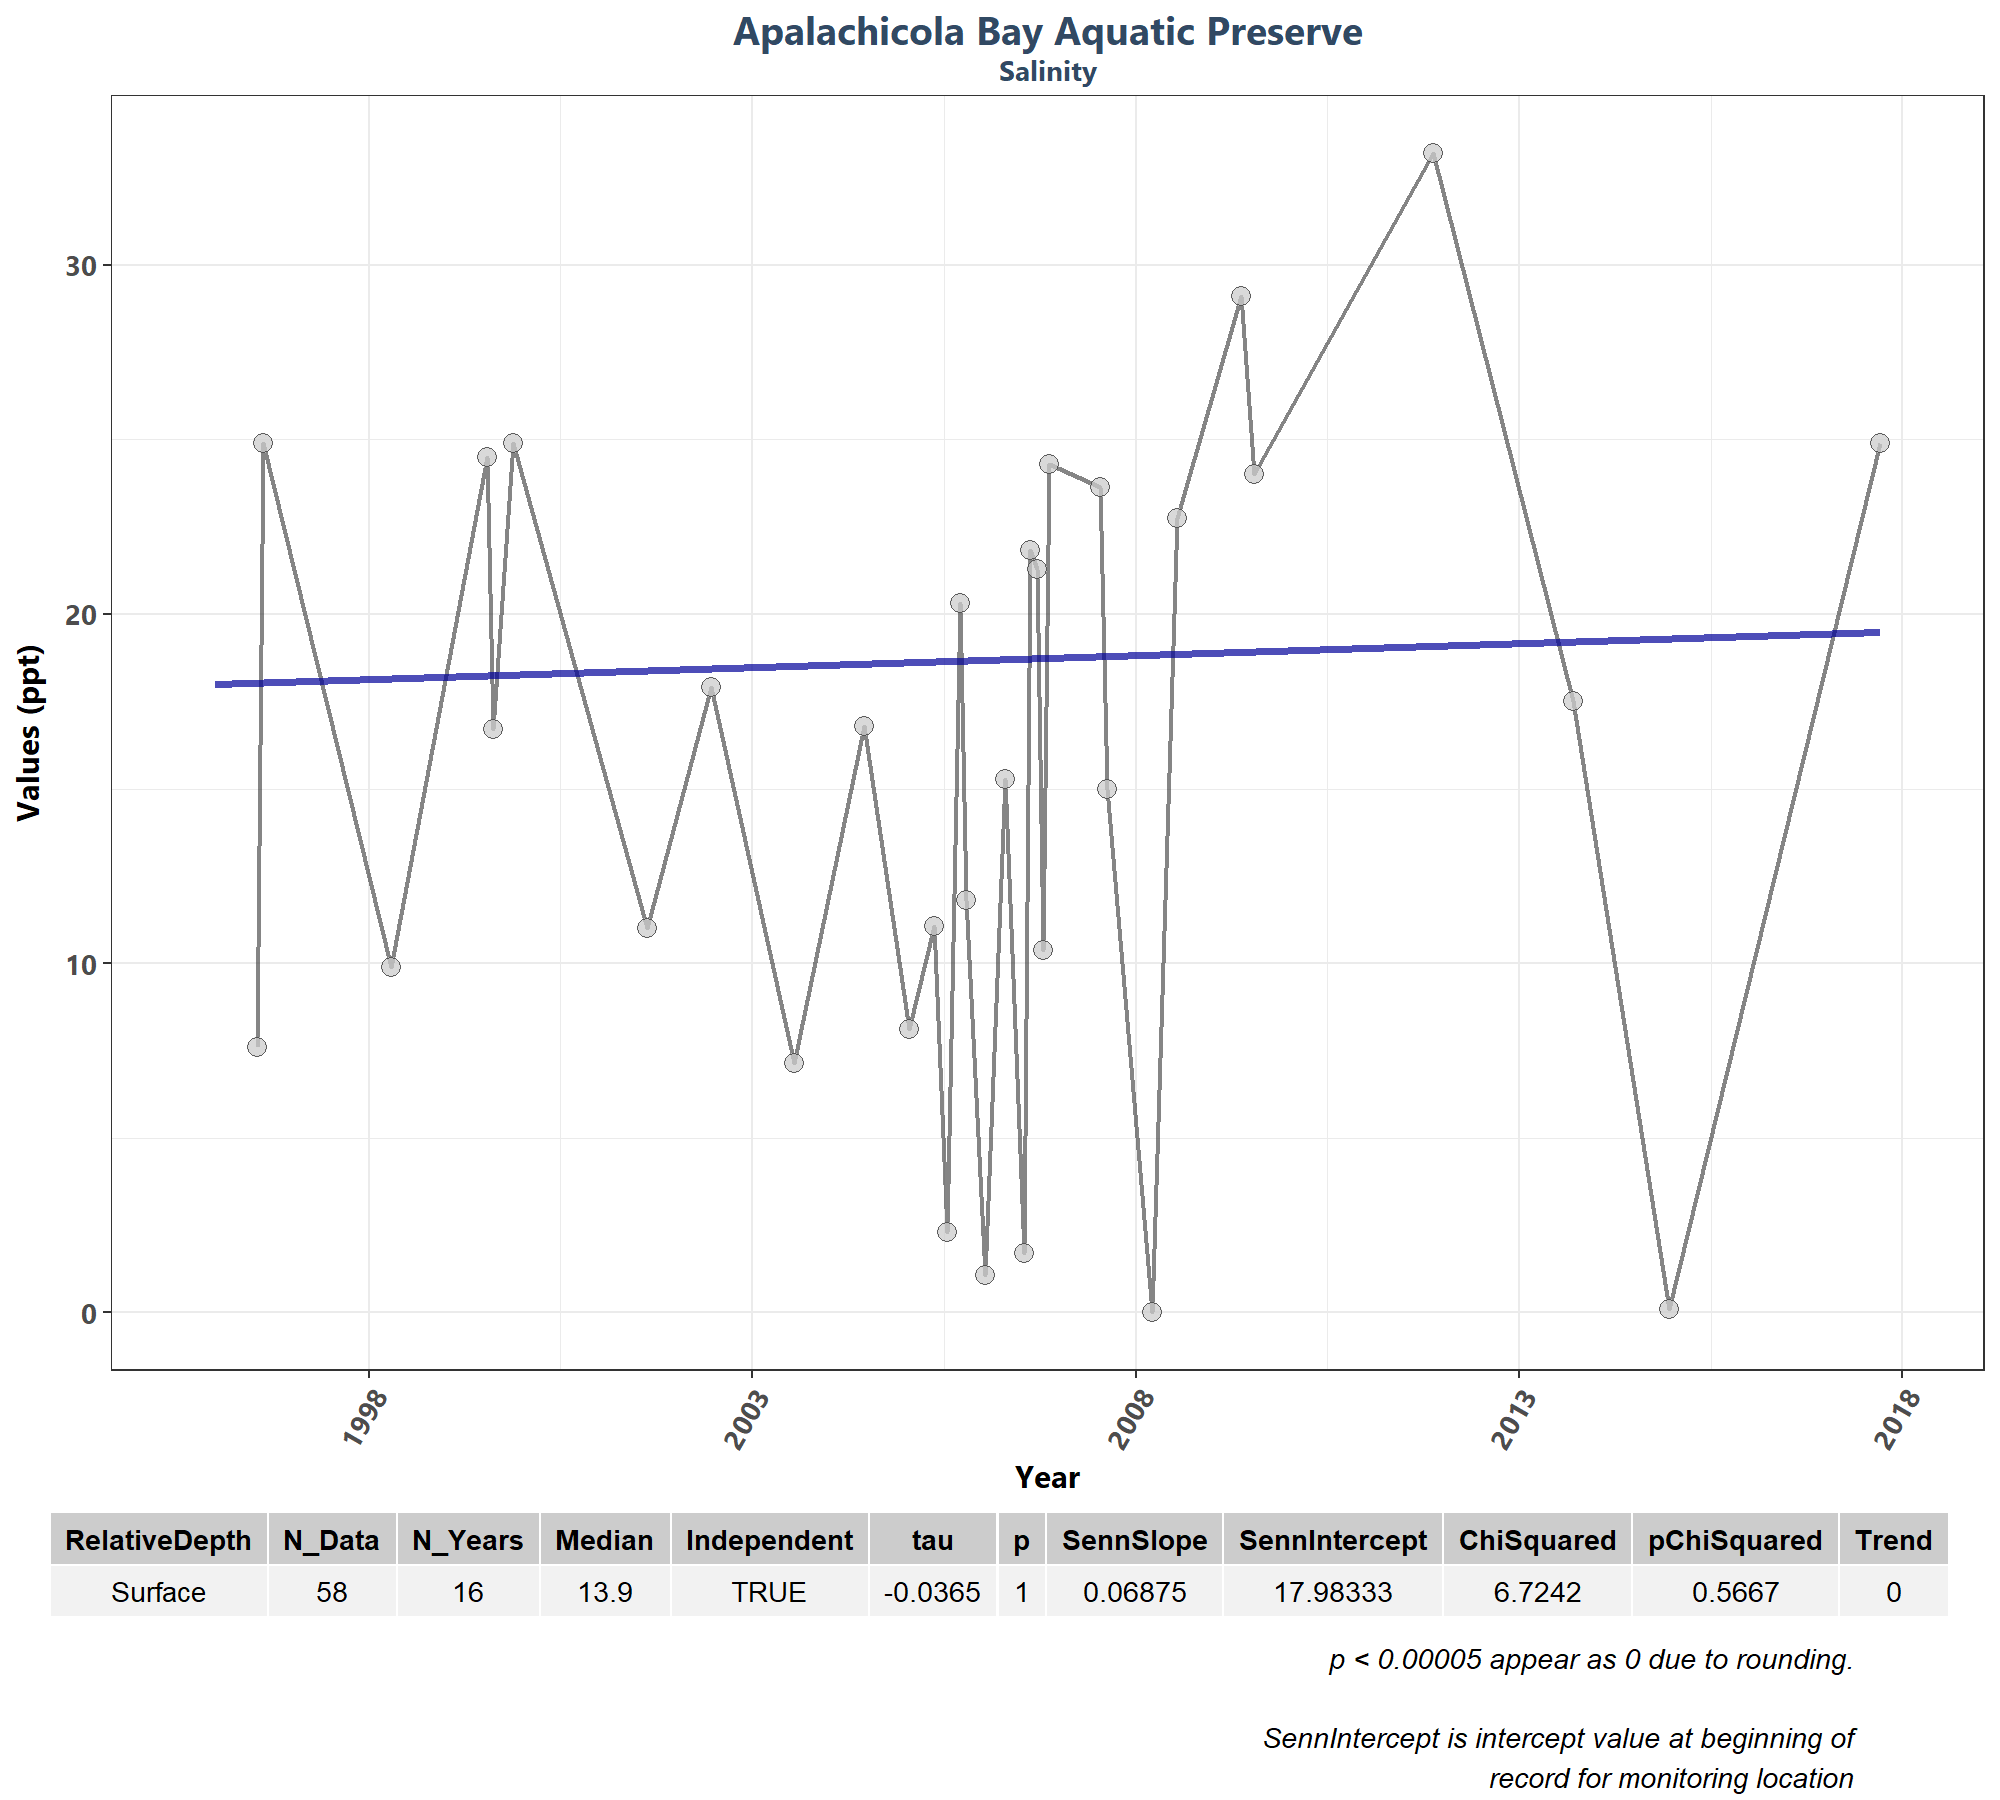 Apalachicola Bay Aquatic Preserve
Salinity
Values (ppt)
30
20
10
0
1998
2003
2008
2013
2018
Year
RelativeDepth N_Data N_Years Median Independent tau p SennSlope SennIntercept ChiSquared pChiSquared Trend
Surface 58 16 13.9 TRUE -0.0365 1 0.06875 17.98333 6.7242 0.5667 0
p < 0.00005 appear as 0 due to rounding.
SennIntercept is intercept value at beginning of
record for monitoring location